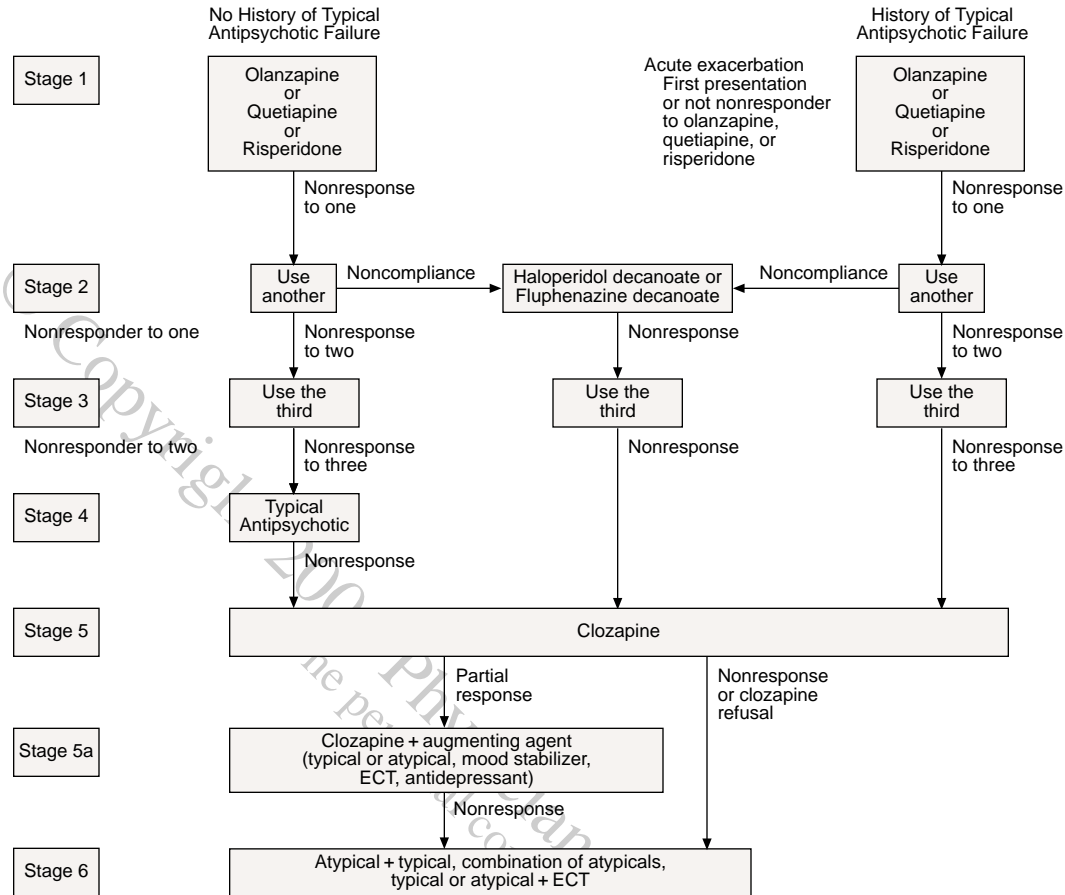 No History of Typical
Antipsychotic Failure
History of Typical
Antipsychotic Failure
Stage 1
Olanzapine
or
Quetiapine
or
Risperidone
Acute exacerbation
First presentation
or not nonresponder
to olanzapine,
quetiapine, or
risperidone
Olanzapine
or
Quetiapine
or
Risperidone
Nonresponse
to one
Nonresponse
to one
Stage 2
Use
another
Noncompliance
Haloperidol decanoate or
Fluphenazine decanoate
Noncompliance
Use
another
Nonresponder to one
Nonresponse
to two
Nonresponse
Nonresponse
to two
Stage 3
Use the
third
Use the
third
Use the
third
Nonresponder to two
Nonresponse
to three
Nonresponse
Nonresponse
to three
Stage 4
Typical
Antipsychotic
Nonresponse
Stage 5
Clozapine
Partial
response
Nonresponse
or clozapine
refusal
Stage 5a
Clozapine + augmenting agent
(typical or atypical, mood stabilizer,
ECT, antidepressant)
Nonresponse
Stage 6
Atypical + typical, combination of atypicals,
typical or atypical + ECT
© Copyright